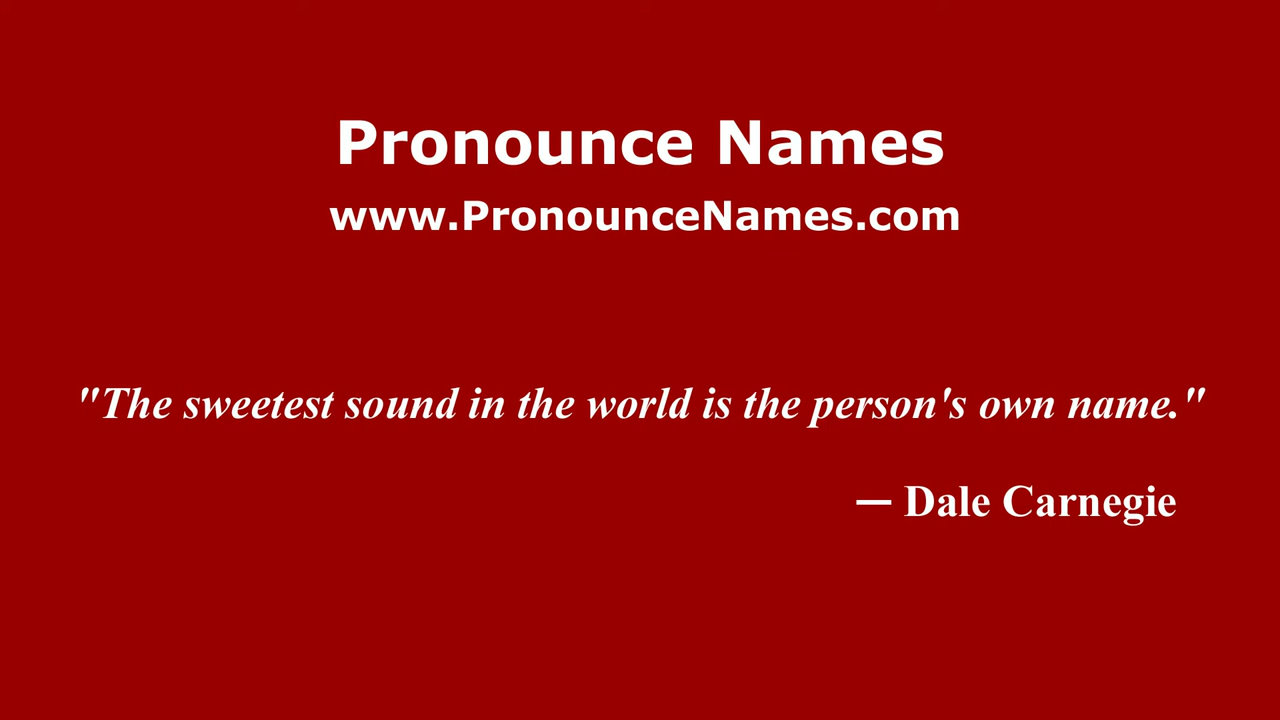 Pronounce Names
www.PronounceNames.com
"The sweetest sound in the world is the person's own name."
— Dale Carnegie